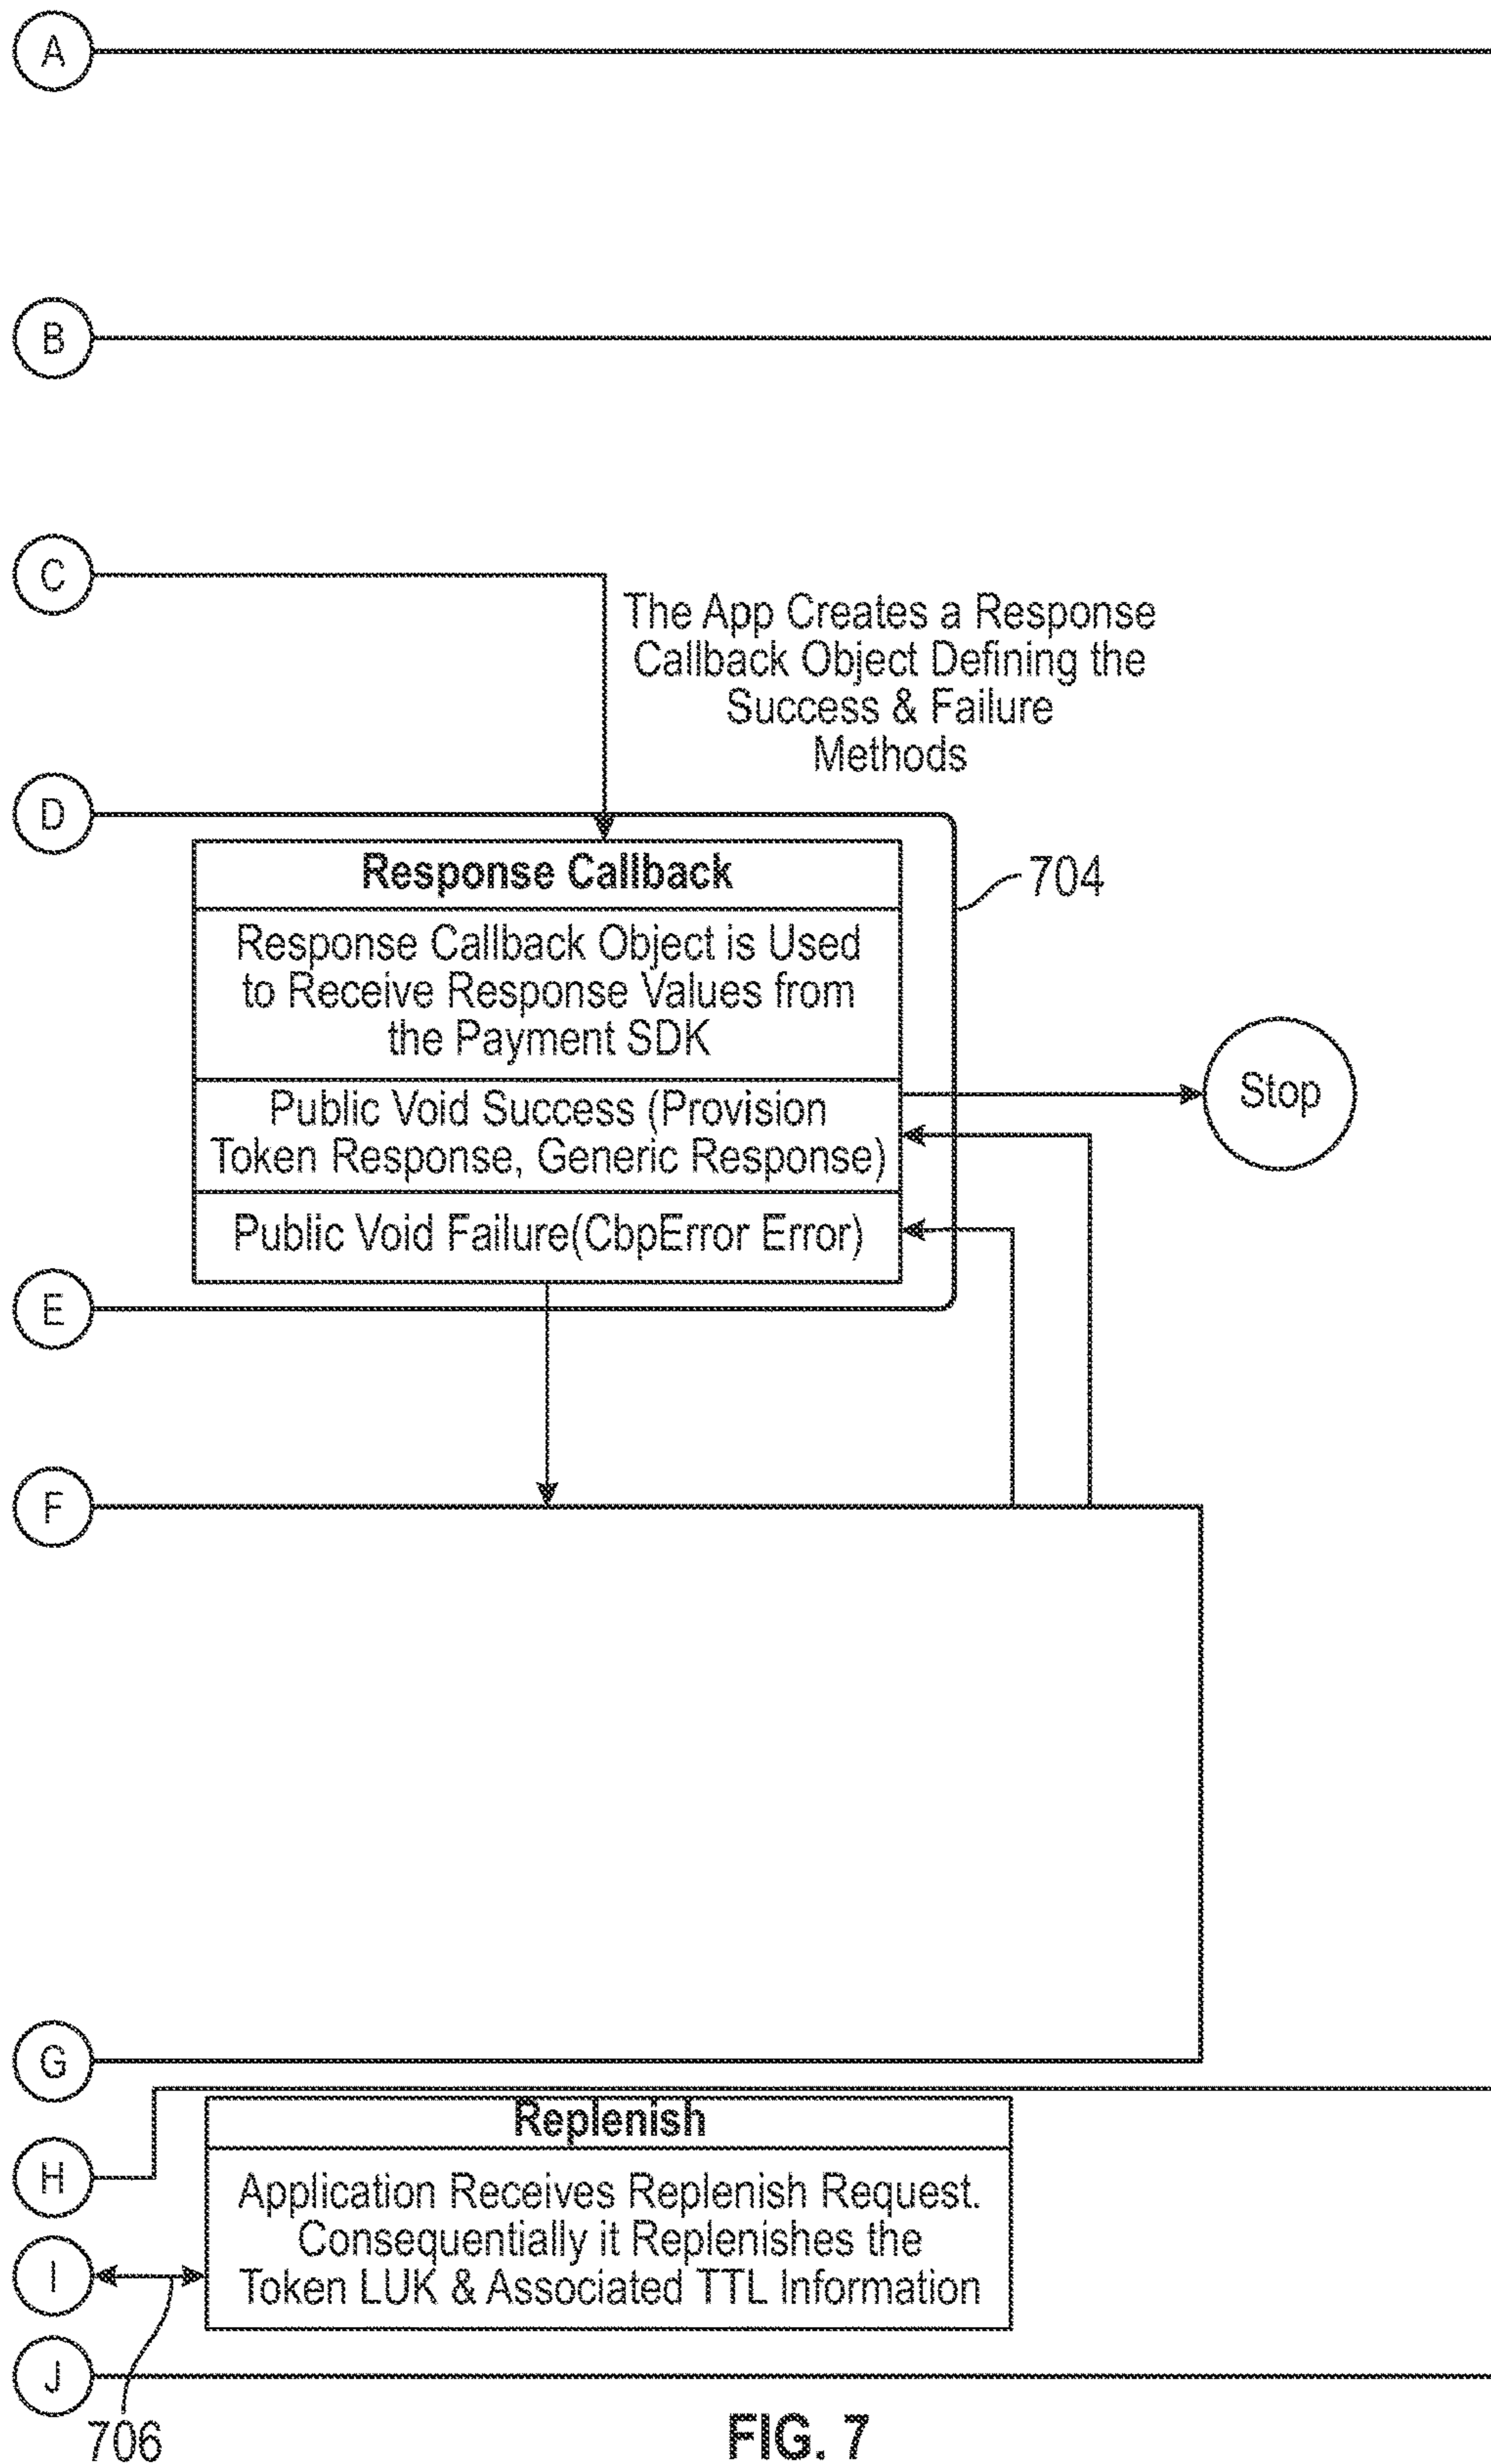 A
B
C
The App Creates a Response
Callback Object Defining the
Success & Failure
Methods
D
Response Callback
704
Response Callback Object is Used
to Receive Response Values from
the Payment SDK
Public Void Success (Provision
Token Response, Generic Response)
Stop
Public Void Failure(CbpError Error)
E
F
G
Replenish
H
Application Receives Replenish Request.
Consequentially it Replenishes the
Token LUK & Associated TTL Information
I
J
706
FIG. 7